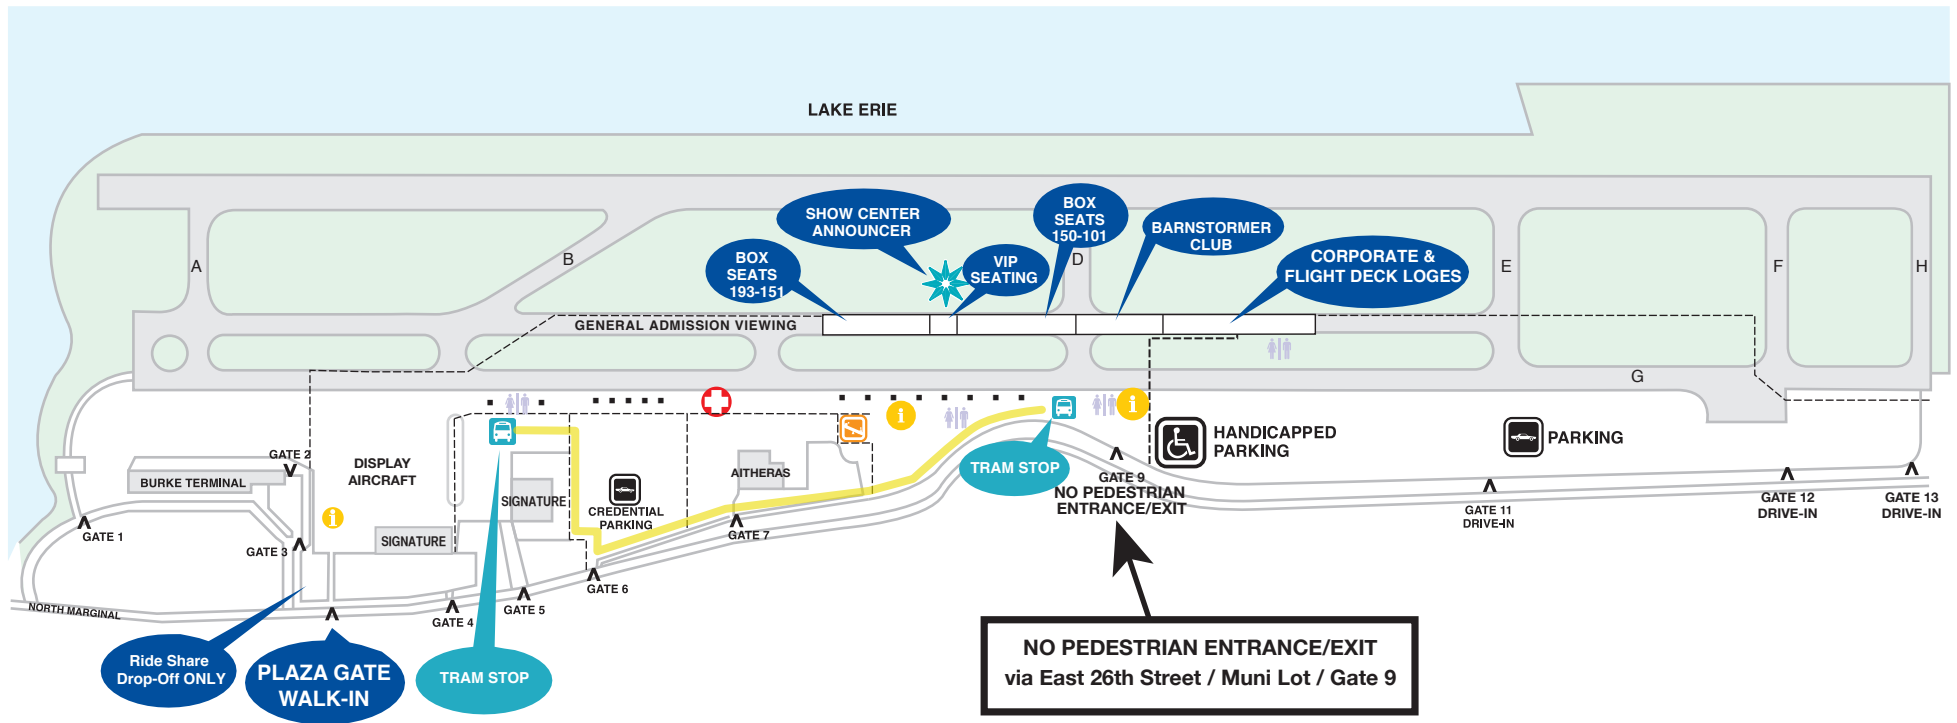 LAKE ERIE
A
B
D
E
F
H
G
BOX
SEATS
193-151
SHOW CENTER
ANNOUNCER
VIP
SEATING
BOX
SEATS
150-101
BARNSTORMER
CLUB
CORPORATE &
FLIGHT DECK LOGES
GENERAL ADMISSION VIEWING
i
i
i
HANDICAPPED
PARKING
PARKING
GATE 2
BURKE TERMINAL
DISPLAY
AIRCRAFT
SIGNATURE
SIGNATURE
CREDENTIAL
PARKING
AITHERAS
TRAM STOP
GATE 9
NO PEDESTRIAN
ENTRANCE/EXIT
GATE 11
DRIVE-IN
GATE 12
DRIVE-IN
GATE 13
DRIVE-IN
GATE 1
GATE 3
GATE 7
GATE 6
GATE 5
GATE 4
NORTH MARGINAL
Ride Share
Drop-Off ONLY
PLAZA GATE
WALK-IN
TRAM STOP
NO PEDESTRIAN ENTRANCE/EXIT
via East 26th Street / Muni Lot / Gate 9